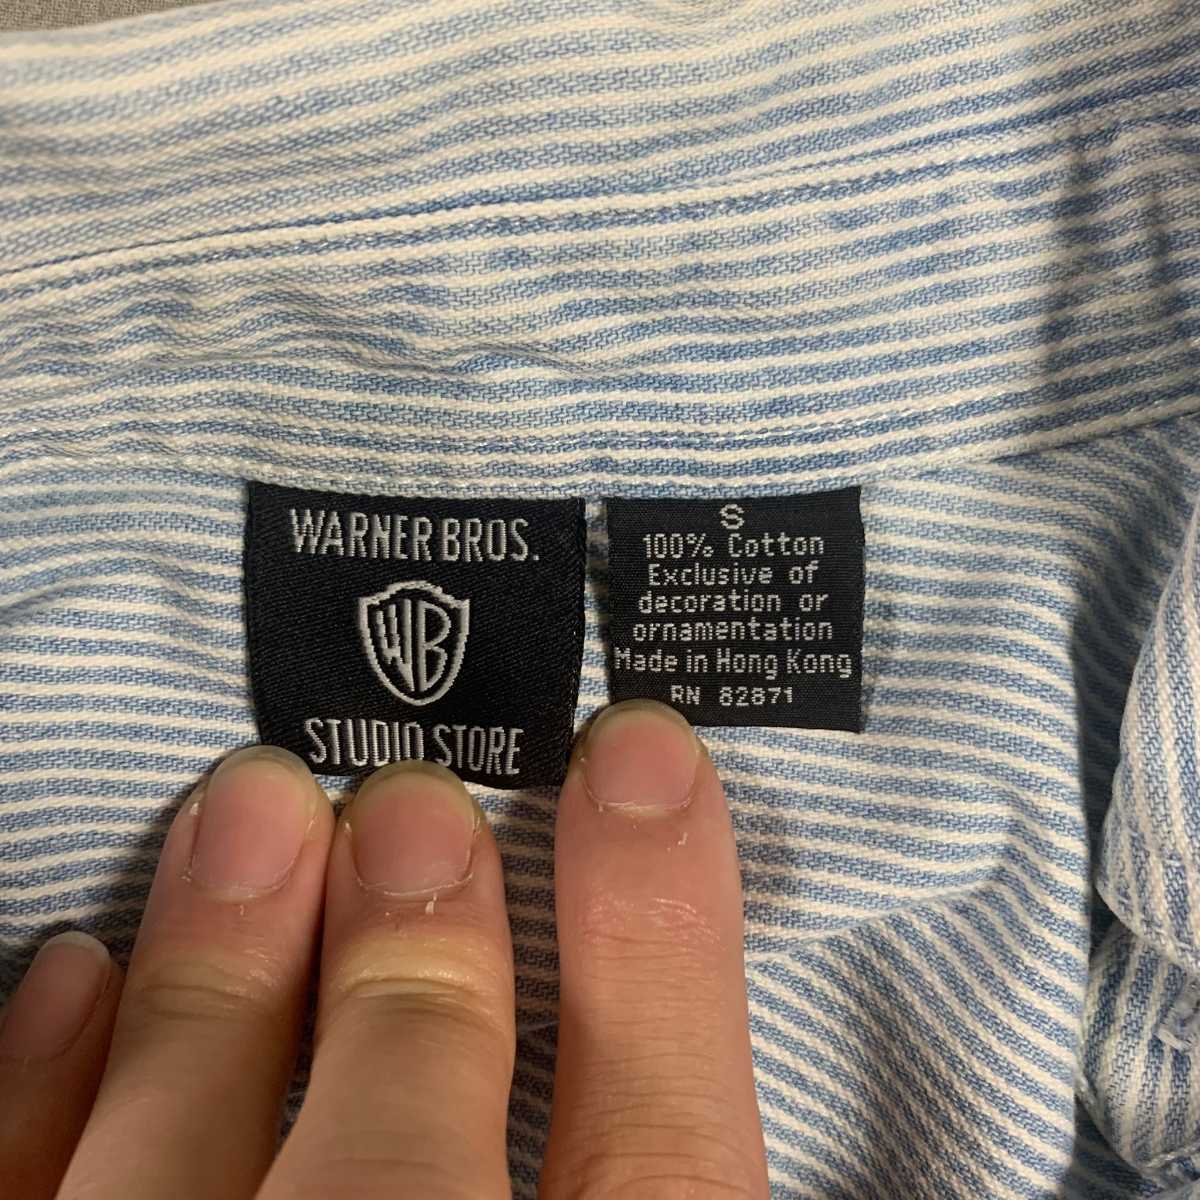 WARNER BROS.
WB
STUDIO STORE
S
100% Cotton
Exclusive of
decoration or
ornamentation
Made in Hong Kong
RN 82871